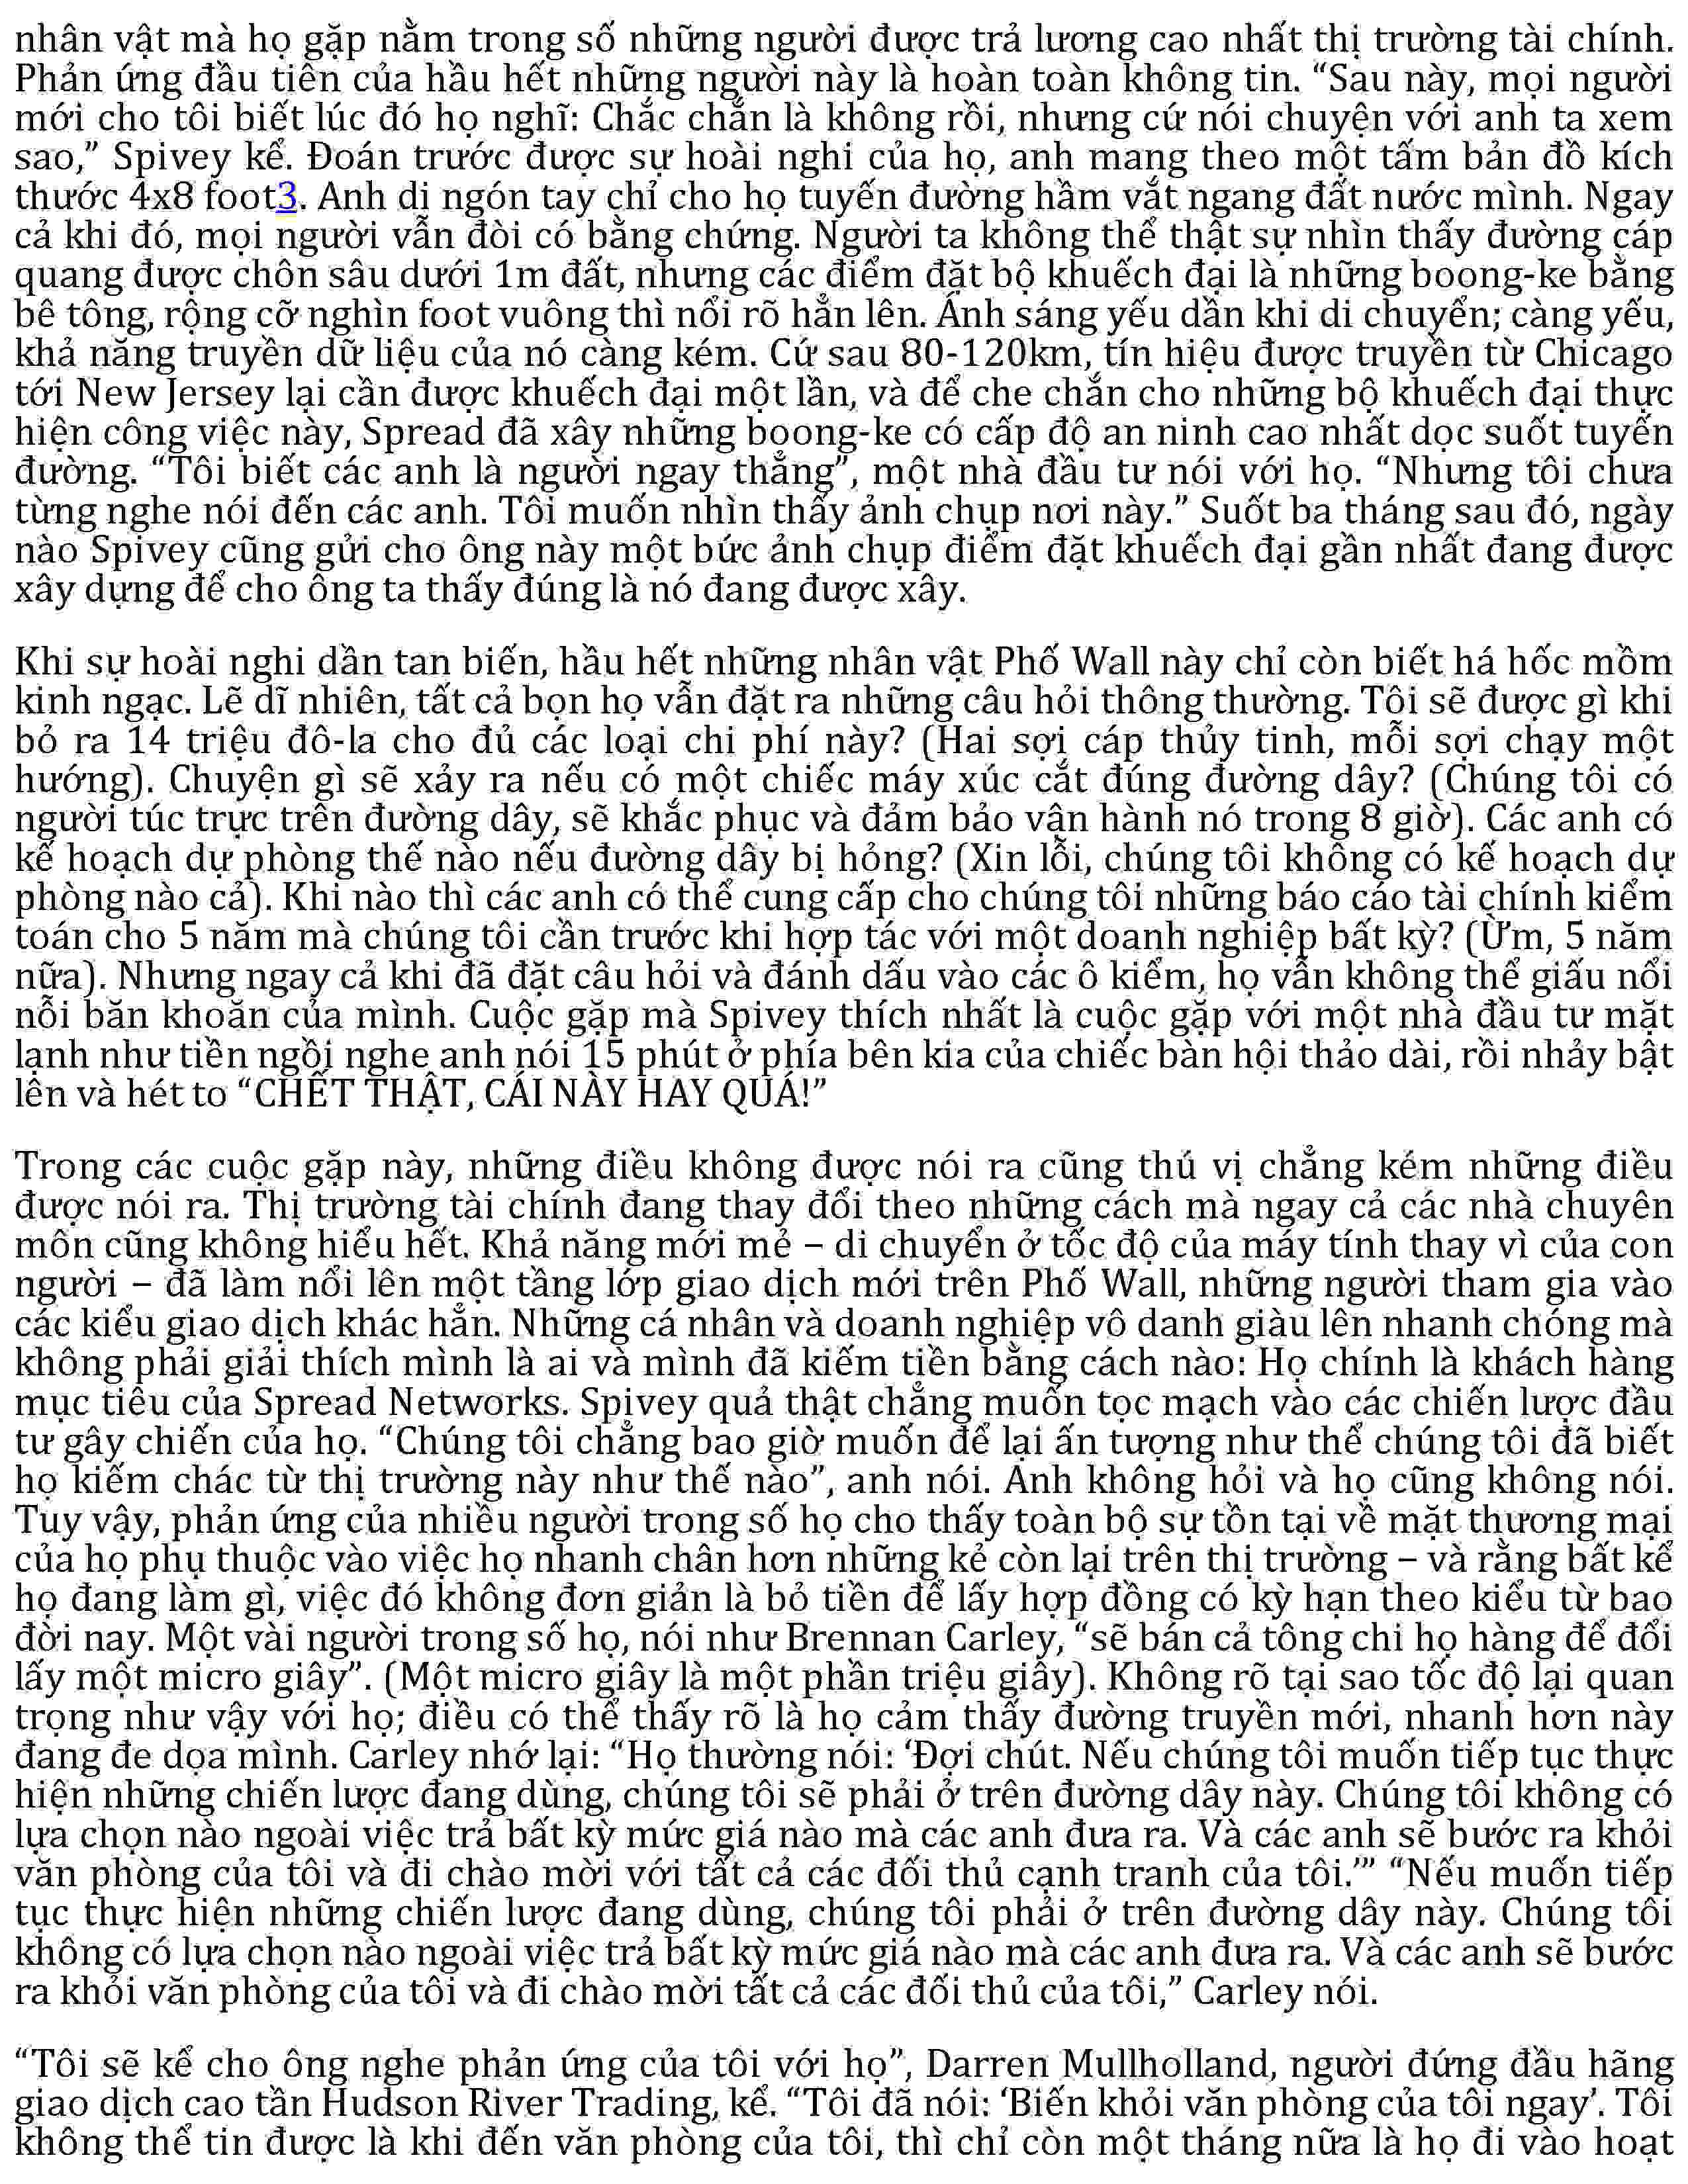 nhân vật mà họ gặp nằm trong số những người được trả lương cao nhất thị trường tài chính.
Phản ứng đầu tiên của hầu hết những người này là hoàn toàn không tin. “Sau này, mọi người
mới cho tôi biết lúc đó họ nghĩ: Chắc chắn là không rồi, nhưng cứ nói chuyện với anh ta xem
sao,” Spivey kể. Đoán trước được sự hoài nghi của họ, anh mang theo một tấm bản đồ kích
thước 4x8 foot3. Anh di ngón tay chỉ cho họ tuyến đường hầm vắt ngang đất nước mình. Ngay
cả khi đó, mọi người vẫn đòi có bằng chứng. Người ta không thể thật sự nhìn thấy đường cáp
quang được chôn sâu dưới 1m đất, nhưng các điểm đặt bộ khuếch đại là những boong-ke bằng
bê tông, rộng cỡ nghìn foot vuông thì nổi rõ hẳn lên. Ánh sáng yếu dần khi di chuyển; càng yếu,
khả năng truyền dữ liệu của nó càng kém. Cứ sau 80-120km, tín hiệu được truyền từ Chicago
tới New Jersey lại cần được khuếch đại một lần, và để che chắn cho những bộ khuếch đại thực
hiện công việc này, Spread đã xây những boong-ke có cấp độ an ninh cao nhất dọc suốt tuyến
đường. “Tôi biết các anh là người ngay thẳng”, một nhà đầu tư nói với họ. “Nhưng tôi chưa
từng nghe nói đến các anh. Tôi muốn nhìn thấy ảnh chụp nơi này.” Suốt ba tháng sau đó, ngày
nào Spivey cũng gửi cho ông này một bức ảnh chụp điểm đặt khuếch đại gần nhất đang được
xây dựng để cho ông ta thấy đúng là nó đang được xây.
Khi sự hoài nghi dần tan biến, hầu hết những nhân vật Phố Wall này chỉ còn biết há hốc mồm
kinh ngạc. Lẽ dĩ nhiên, tất cả bọn họ vẫn đặt ra những câu hỏi thông thường. Tôi sẽ được gì khi
bỏ ra 14 triệu đô-la cho đủ các loại chi phí này? (Hai sợi cáp thủy tinh, mỗi sợi chạy một
hướng). Chuyện gì sẽ xảy ra nếu có một chiếc máy xúc cắt đúng đường dây? (Chúng tôi có
người túc trực trên đường dây, sẽ khắc phục và đảm bảo vận hành nó trong 8 giờ). Các anh có
kế hoạch dự phòng thế nào nếu đường dây bị hỏng? (Xin lỗi, chúng tôi không có kế hoạch dự
phòng nào cả). Khi nào thì các anh có thể cung cấp cho chúng tôi những báo cáo tài chính kiểm
toán cho 5 năm mà chúng tôi cần trước khi hợp tác với một doanh nghiệp bất kỳ? (Ừm, 5 năm
nữa). Nhưng ngay cả khi đã đặt câu hỏi và đánh dấu vào các ô kiểm, họ vẫn không thể giấu nổi
nỗi băn khoăn của mình. Cuộc gặp mà Spivey thích nhất là cuộc gặp với một nhà đầu tư mặt
lạnh như tiền ngồi nghe anh nói 15 phút ở phía bên kia của chiếc bàn hội thảo dài, rồi nhảy bật
lên và hét to “CHẾT THẬT, CÁI NÀY HAY QUÁ!”
Trong các cuộc gặp này, những điều không được nói ra cũng thú vị chẳng kém những điều
được nói ra. Thị trường tài chính đang thay đổi theo những cách mà ngay cả các nhà chuyên
môn cũng không hiểu hết. Khả năng mới mẻ – di chuyển ở tốc độ của máy tính thay vì của con
người – đã làm nổi lên một tầng lớp giao dịch mới trên Phố Wall, những người tham gia vào
các kiểu giao dịch khác hẳn. Những cá nhân và doanh nghiệp vô danh giàu lên nhanh chóng mà
không phải giải thích mình là ai và mình đã kiếm tiền bằng cách nào: Họ chính là khách hàng
mục tiêu của Spread Networks. Spivey quả thật chẳng muốn tọc mạch vào các chiến lược đầu
tư gây chiến của họ. “Chúng tôi chẳng bao giờ muốn để lại ấn tượng như thể chúng tôi đã biết
họ kiếm chác từ thị trường này như thế nào”, anh nói. Anh không hỏi và họ cũng không nói.
Tuy vậy, phản ứng của nhiều người trong số họ cho thấy toàn bộ sự tồn tại về mặt thương mại
của họ phụ thuộc vào việc họ nhanh chân hơn những kẻ còn lại trên thị trường – và rằng bất kể
họ đang làm gì, việc đó không đơn giản là bỏ tiền để lấy hợp đồng có kỳ hạn theo kiểu từ bao
đời nay. Một vài người trong số họ, nói như Brennan Carley, “sẽ bán cả tông chi họ hàng để đổi
lấy một micro giây”. (Một micro giây là một phần triệu giây). Không rõ tại sao tốc độ lại quan
trọng như vậy với họ; điều có thể thấy rõ là họ cảm thấy đường truyền mới, nhanh hơn này
đang đe dọa mình. Carley nhớ lại: “Họ thường nói: ‘Đợi chút. Nếu chúng tôi muốn tiếp tục thực
hiện những chiến lược đang dùng, chúng tôi sẽ phải ở trên đường dây này. Chúng tôi không có
lựa chọn nào ngoài việc trả bất kỳ mức giá nào mà các anh đưa ra. Và các anh sẽ bước ra khỏi
văn phòng của tôi và đi chào mời với tất cả các đối thủ cạnh tranh của tôi.’” “Nếu muốn tiếp
tục thực hiện những chiến lược đang dùng, chúng tôi phải ở trên đường dây này. Chúng tôi
không có lựa chọn nào ngoài việc trả bất kỳ mức giá nào mà các anh đưa ra. Và các anh sẽ bước
ra khỏi văn phòng của tôi và đi chào mời tất cả các đối thủ của tôi,” Carley nói.
“Tôi sẽ kể cho ông nghe phản ứng của tôi với họ”, Darren Mullholland, người đứng đầu hãng
giao dịch cao tần Hudson River Trading, kể. “Tôi đã nói: ‘Biến khỏi văn phòng của tôi ngay’. Tôi
không thể tin được là khi đến văn phòng của tôi, thì chỉ còn một tháng nữa là họ đi vào hoạt